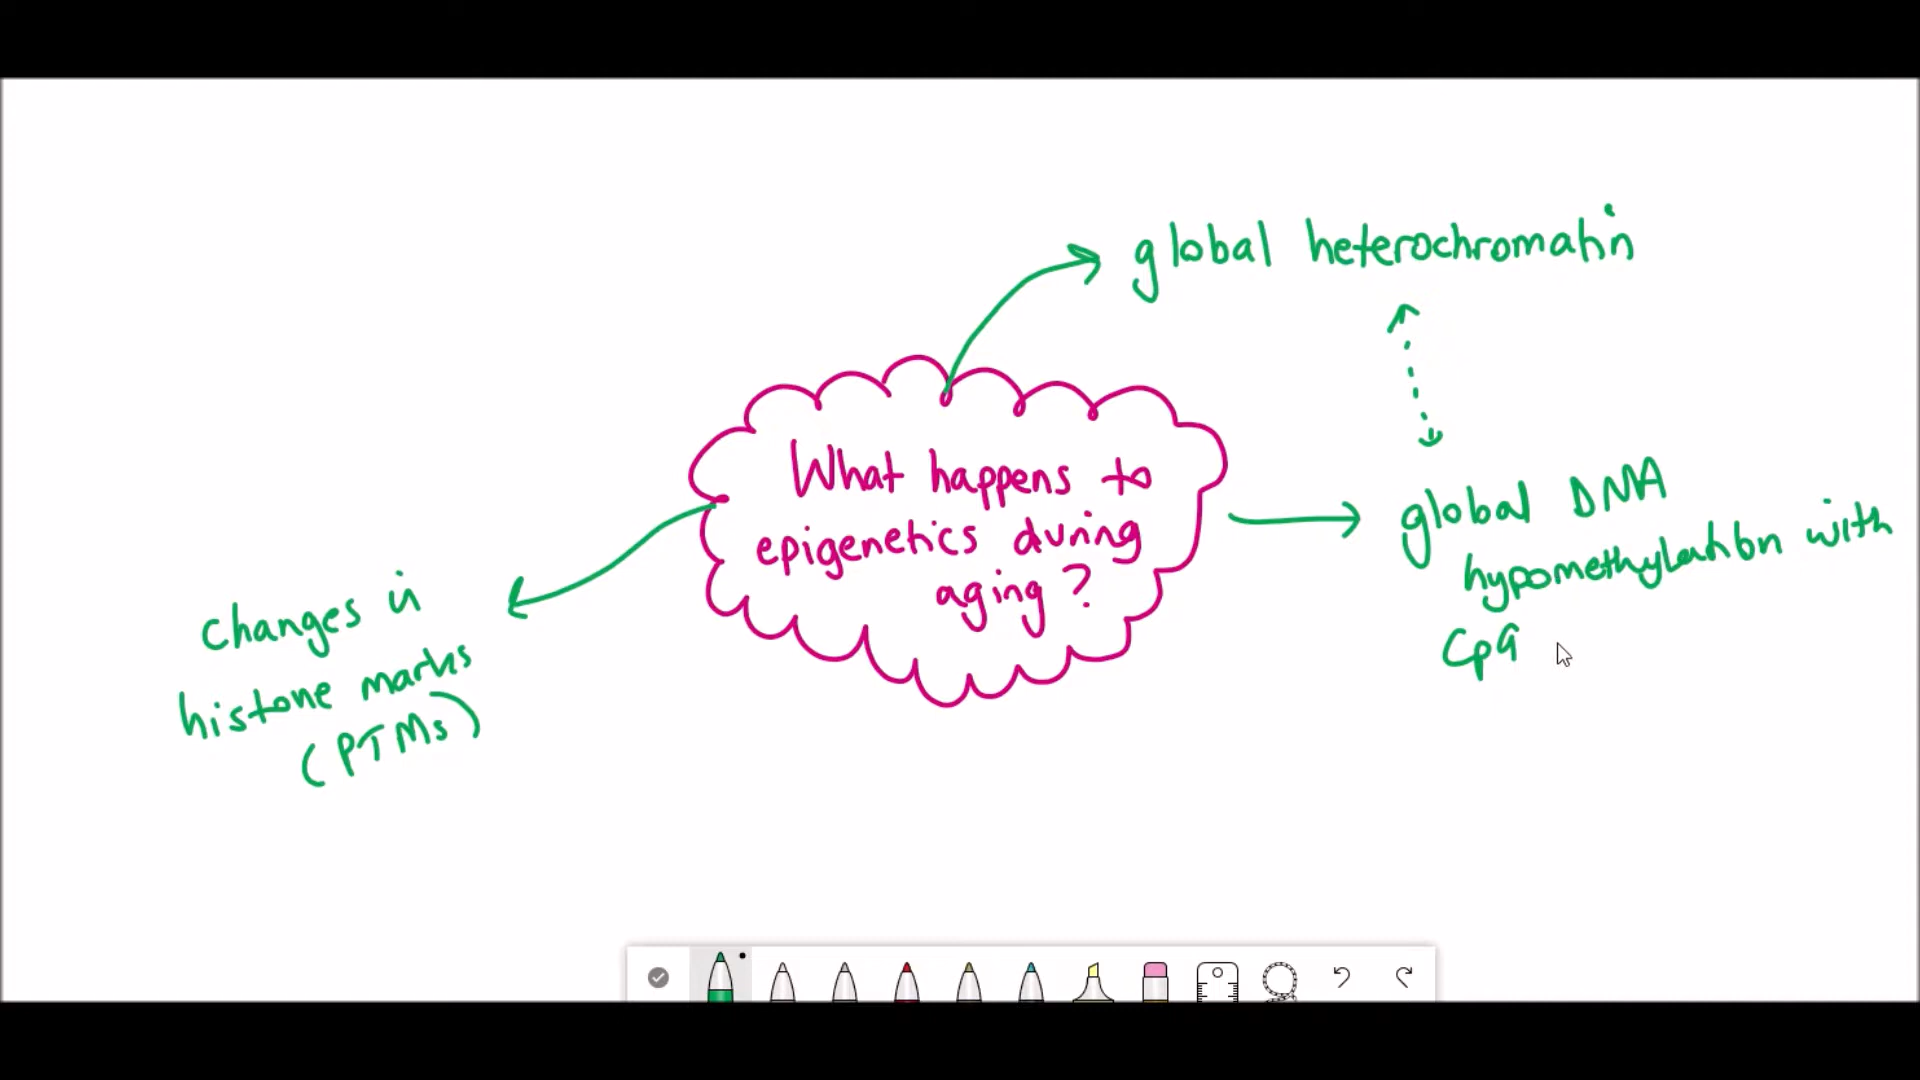 global heterochromatin
What happens to
epigenetics during
aging?
global DNA
hypomethylation with
CpG
Changes in
histone marks
(PTMs)